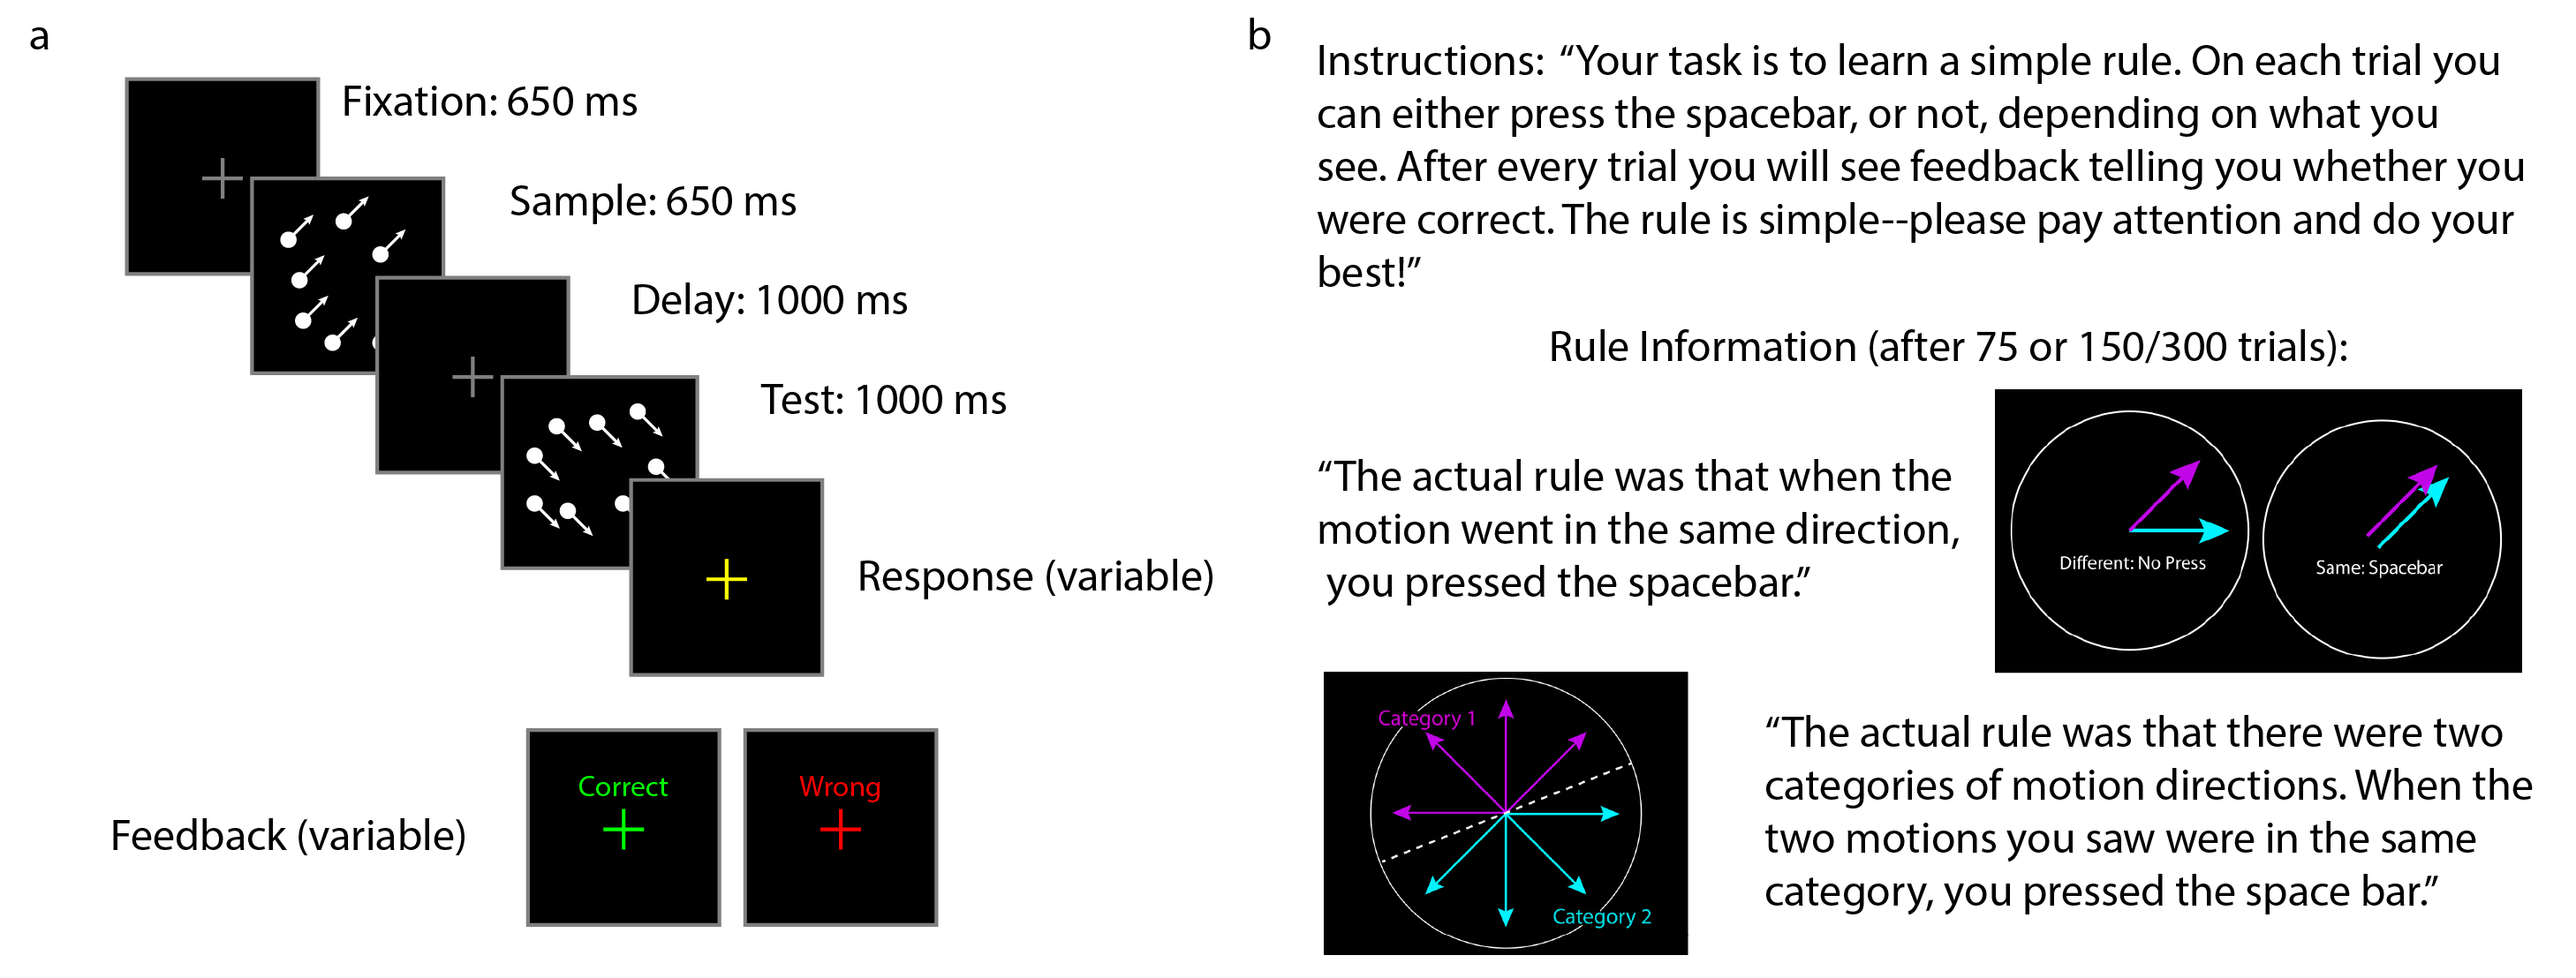 a
Fixation: 650 ms
Sample: 650 ms
Delay: 1000 ms
Test: 1000 ms
Response (variable)
Correct
Wrong
Feedback (variable)
b
Instructions: “Your task is to learn a simple rule. On each trial you
can either press the spacebar, or not, depending on what you
see. After every trial you will see feedback telling you whether you
were correct. The rule is simple--please pay attention and do your
best!”
Rule Information (after 75 or 150/300 trials):
“The actual rule was that when the
motion went in the same direction,
you pressed the spacebar.”
Different: No Press
Same: Spacebar
Category 1
Category 2
“The actual rule was that there were two
categories of motion directions. When the
two motions you saw were in the same
category, you pressed the space bar.”